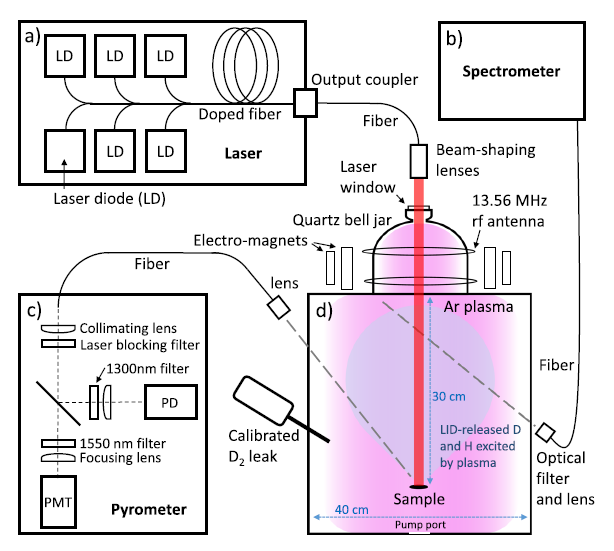 a)
LD
LD
LD
LD
LD
Doped fiber
Laser
Laser diode (LD)
Output coupler
Fiber
b)
Spectrometer
Beam-shaping
lenses
Laser
window
13.56 MHz
rf antenna
Quartz bell jar
Electro-magnets
Fiber
lens
c)
Collimating lens
Laser blocking filter
1300nm filter
PD
1550 nm filter
Focusing lens
PMT
Pyrometer
Calibrated
D₂ leak
d)
Ar plasma
30 cm
LID-released D
and H excited
by plasma
Sample
40 cm
Pump port
Fiber
Optical
filter
and lens